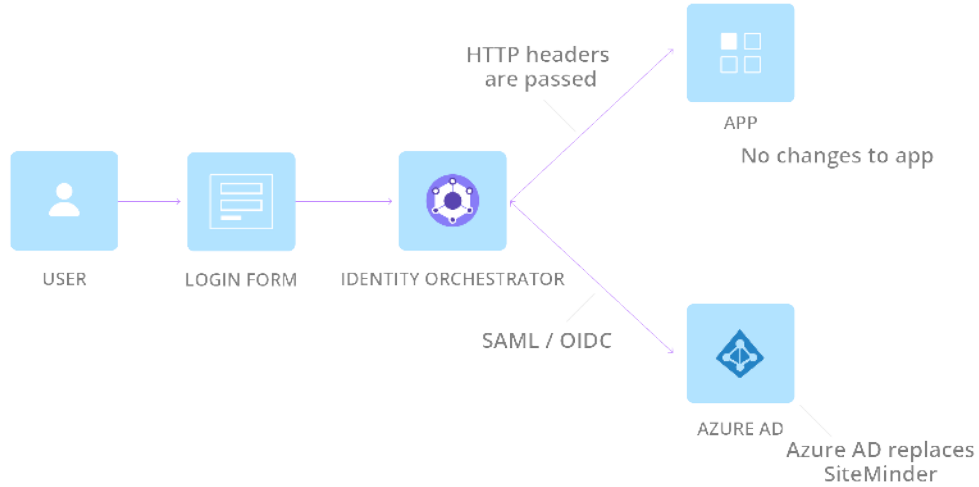 HTTP headers
are passed
APP
No changes to app
USER
LOGIN FORM
IDENTITY ORCHESTRATOR
SAML / OIDC
AZURE AD
Azure AD replaces
SiteMinder